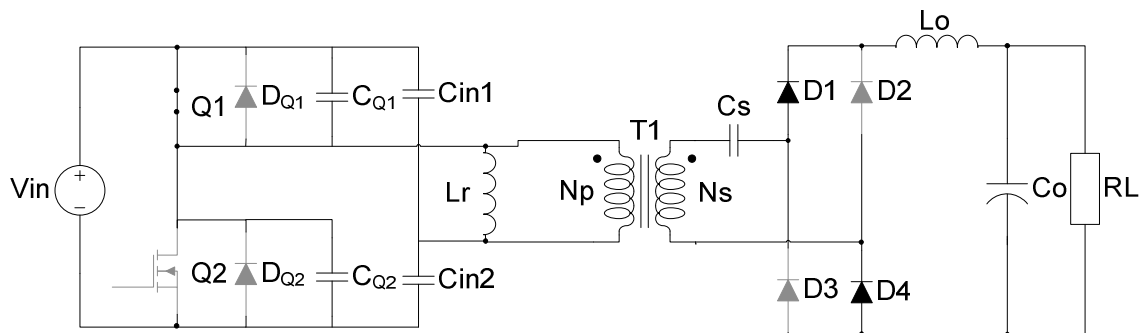 Lo
Q1
DQ1
CQ1
Cin1
D1
D2
Cs
T1
Vin
Lr
Np
Ns
Co
RL
Q2
DQ2
CQ2
Cin2
D3
D4